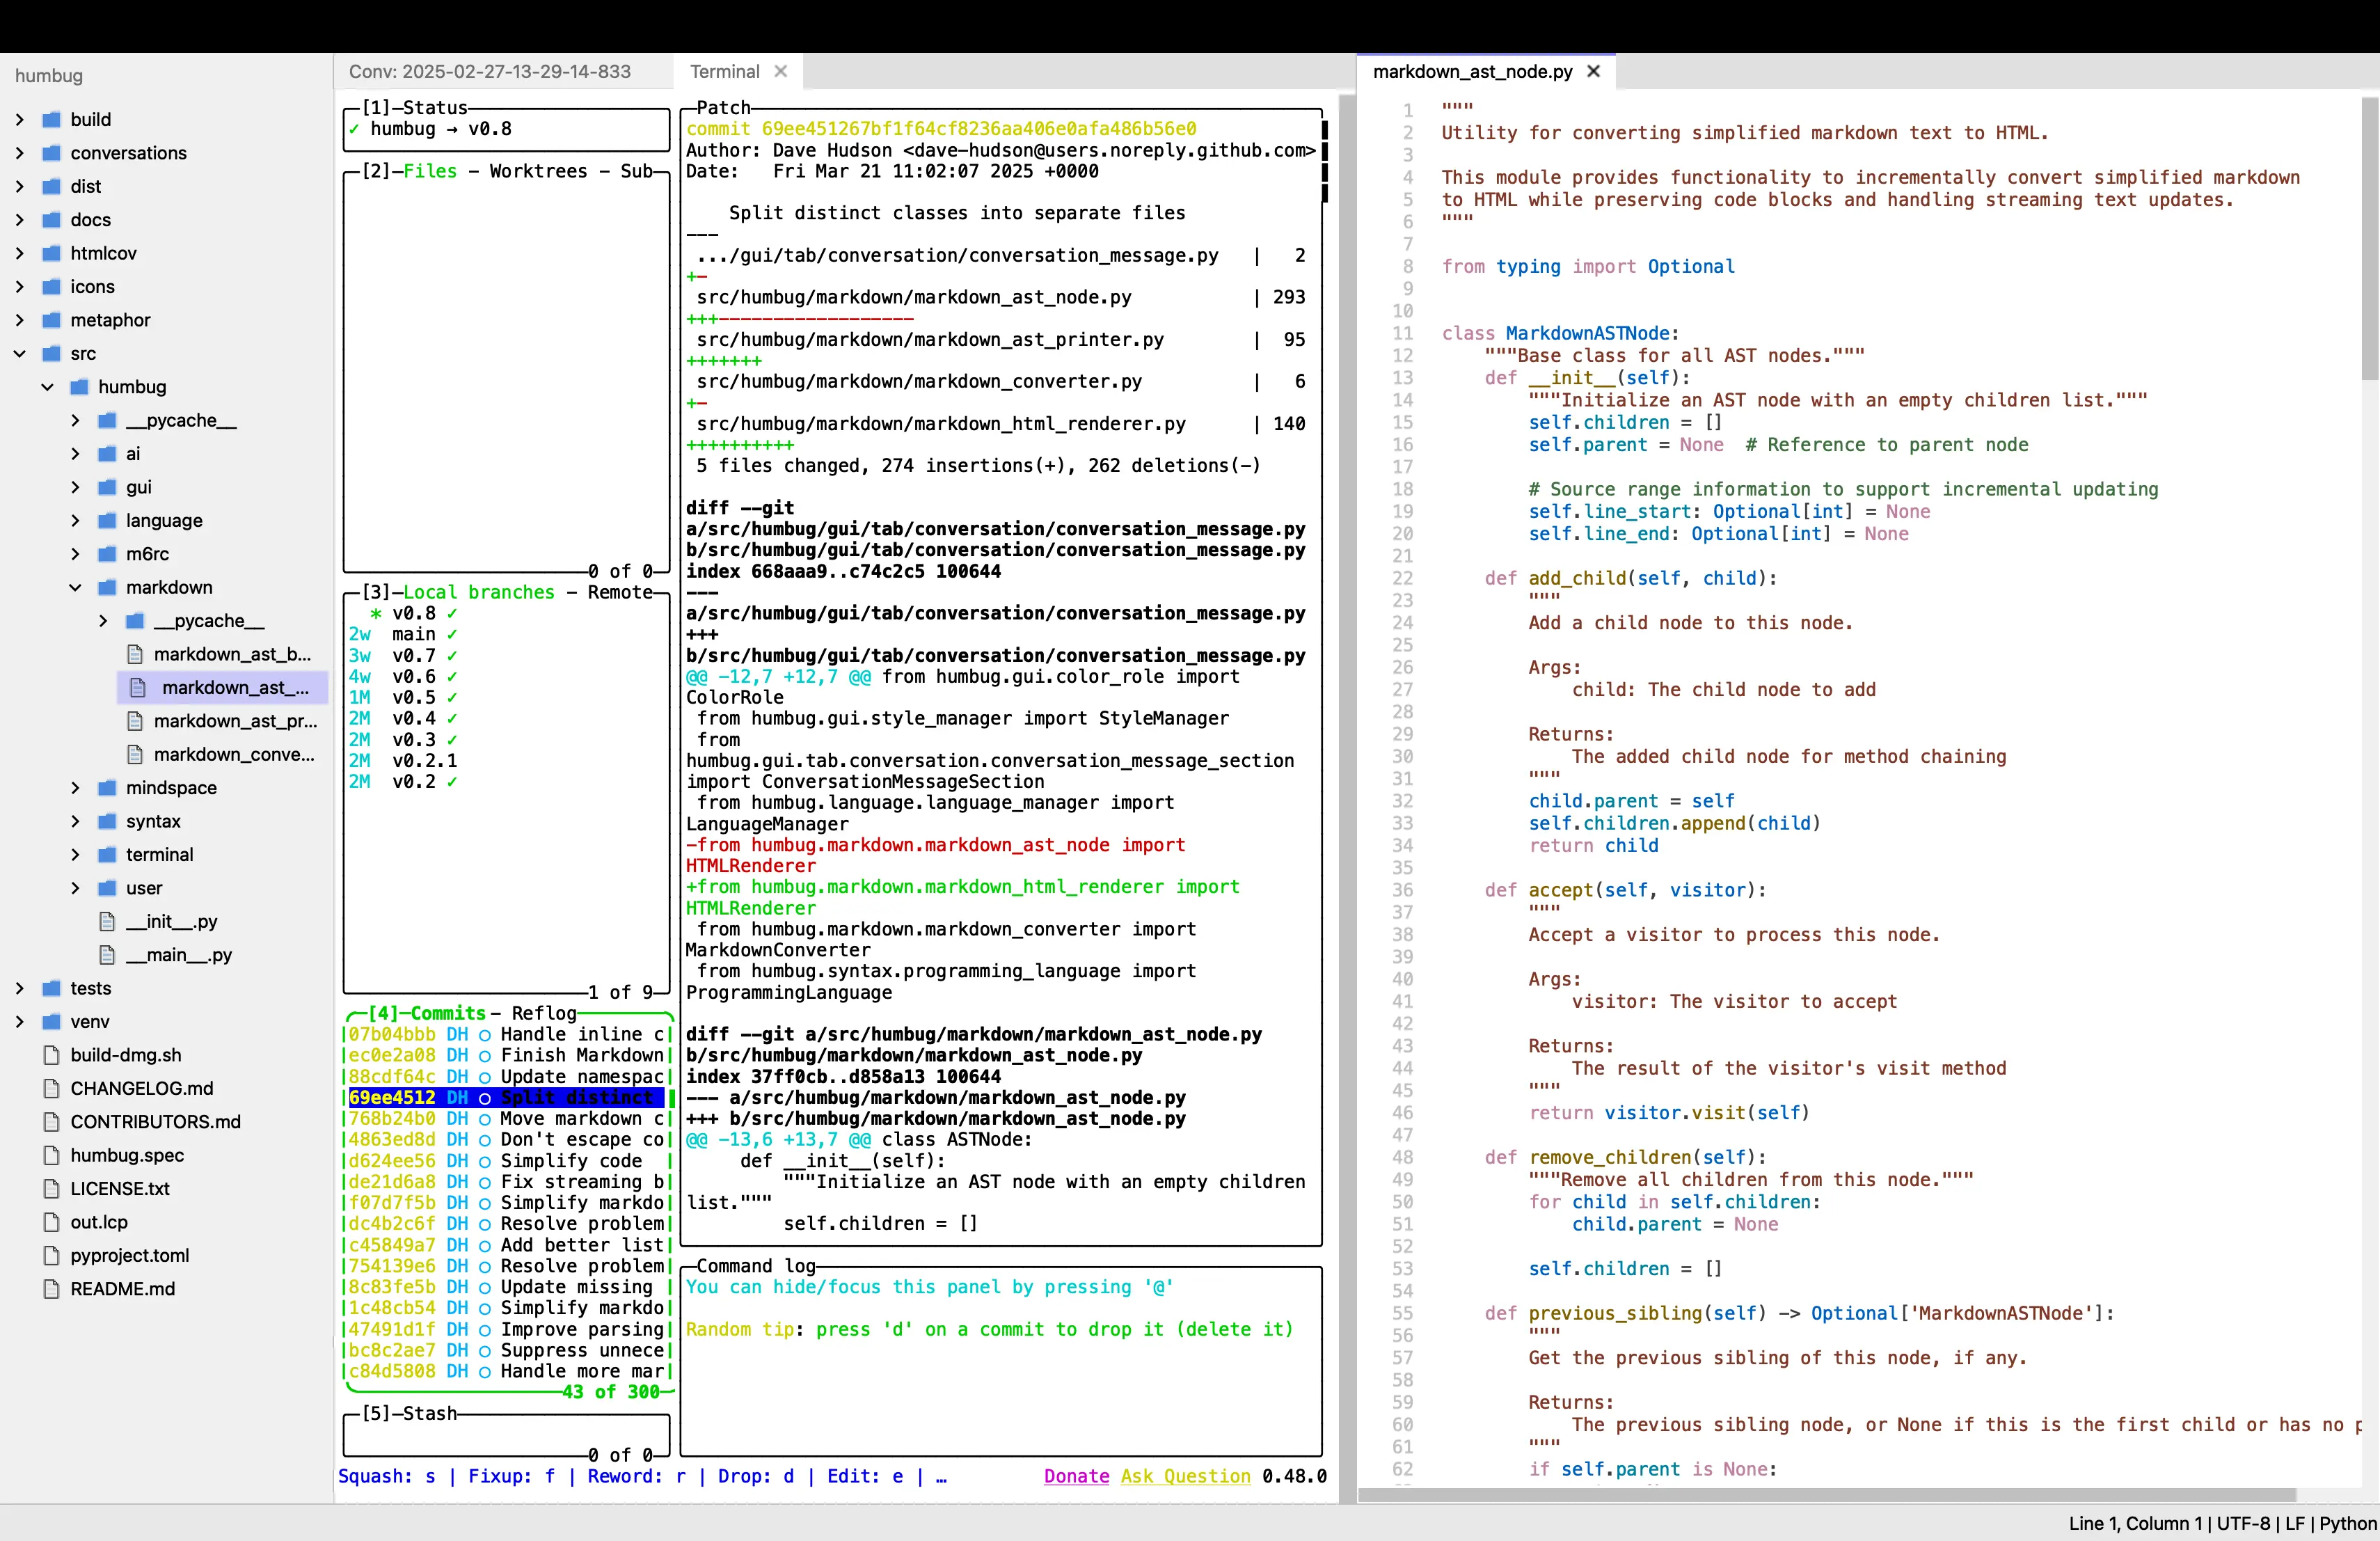 humbug
build
conversations
dist
docs
htmlcov
icons
metaphor
src
humbug
__pycache__
ai
gui
language
m6rc
markdown
__pycache__
markdown_ast_b...
markdown_ast_...
markdown_ast_pr...
markdown_conve...
mindspace
syntax
terminal
user
__init__.py
__main__.py
tests
venv
build-dmg.sh
CHANGELOG.md
CONTRIBUTORS.md
humbug.spec
LICENSE.txt
out.lcp
pyproject.toml
README.md
Conv: 2025-02-27-13-29-14-833
Terminal
[1]-Status
✓ humbug → v0.8
[2]-Files - Worktrees - Sub
0 of 0
[3]-Local branches - Remote
* v0.8 ✓
2w main ✓
3w v0.7 ✓
4w v0.6 ✓
1M v0.5 ✓
2M v0.4 ✓
2M v0.3 ✓
2M v0.2.1
2M v0.2 ✓
1 of 9
[4]-Commits - Reflog
07b04bbb DH ○ Handle inline c
ec0e2a08 DH ○ Finish Markdown
88cdf64c DH ○ Update namespac
69ee4512 DH ○ Split distinct
768b24b0 DH ○ Move markdown c
4863ed8d DH ○ Don't escape co
d624ee56 DH ○ Simplify code
de21d6a8 DH ○ Fix streaming b
f07d7f5b DH ○ Simplify markdo
dc4b2c6f DH ○ Resolve problem
c45849a7 DH ○ Add better list
754139e6 DH ○ Resolve problem
8c83fe5b DH ○ Update missing
1c48cb54 DH ○ Simplify markdo
47491d1f DH ○ Improve parsing
bc8c2ae7 DH ○ Suppress unnece
c84d5808 DH ○ Handle more mar
43 of 300
[5]-Stash
0 of 0
Patch
commit 69ee451267bf1f64cf8236aa406e0afa486b56e0
Author: Dave Hudson <dave-hudson@users.noreply.github.com>
Date:   Fri Mar 21 11:02:07 2025 +0000
Split distinct classes into separate files
---
.../gui/tab/conversation/conversation_message.py | 2
+-
src/humbug/markdown/markdown_ast_node.py | 293
+++------------------
src/humbug/markdown/markdown_ast_printer.py | 95
+++++++
src/humbug/markdown/markdown_converter.py | 6
+-
src/humbug/markdown/markdown_html_renderer.py | 140
++++++++++
5 files changed, 274 insertions(+), 262 deletions(-)
diff --git
a/src/humbug/gui/tab/conversation/conversation_message.py
b/src/humbug/gui/tab/conversation/conversation_message.py
index 668aaa9..c74c2c5 100644
---
a/src/humbug/gui/tab/conversation/conversation_message.py
+++
b/src/humbug/gui/tab/conversation/conversation_message.py
@@ -12,7 +12,7 @@ from humbug.gui.color_role import
ColorRole
from humbug.gui.style_manager import StyleManager
from
humbug.gui.tab.conversation.conversation_message_section
import ConversationMessageSection
from humbug.language.language_manager import
LanguageManager
-from humbug.markdown.markdown_ast_node import
HTMLRenderer
+from humbug.markdown.markdown_html_renderer import
HTMLRenderer
from humbug.markdown.markdown_converter import
MarkdownConverter
from humbug.syntax.programming_language import
ProgrammingLanguage
diff --git a/src/humbug/markdown/markdown_ast_node.py
b/src/humbug/markdown/markdown_ast_node.py
index 37ff0cb..d858a13 100644
--- a/src/humbug/markdown/markdown_ast_node.py
+++ b/src/humbug/markdown/markdown_ast_node.py
@@ -13,6 +13,7 @@ class ASTNode:
def __init__(self):
"""Initialize an AST node with an empty children
list."""
self.children = []
Command log
You can hide/focus this panel by pressing '@'
Random tip: press 'd' on a commit to drop it (delete it)
Squash: s | Fixup: f | Reword: r | Drop: d | Edit: e | … Donate Ask Question 0.48.0
markdown_ast_node.py
1 """
2 Utility for converting simplified markdown text to HTML.
3
4 This module provides functionality to incrementally convert simplified markdown
5 to HTML while preserving code blocks and handling streaming text updates.
6 """
7
8 from typing import Optional
9
10
11 class MarkdownASTNode:
12 """Base class for all AST nodes."""
13 def __init__(self):
14 """Initialize an AST node with an empty children list."""
15 self.children = []
16 self.parent = None  # Reference to parent node
17
18 # Source range information to support incremental updating
19 self.line_start: Optional[int] = None
20 self.line_end: Optional[int] = None
21
22 def add_child(self, child):
23 """
24 Add a child node to this node.
25
26 Args:
27 child: The child node to add
28
29 Returns:
30 The added child node for method chaining
31 """
32 child.parent = self
33 self.children.append(child)
34 return child
35
36 def accept(self, visitor):
37 """
38 Accept a visitor to process this node.
39
40 Args:
41 visitor: The visitor to accept
42
43 Returns:
44 The result of the visitor's visit method
45 """
46 return visitor.visit(self)
47
48 def remove_children(self):
49 """Remove all children from this node."""
50 for child in self.children:
51 child.parent = None
52
53 self.children = []
54
55 def previous_sibling(self) -> Optional['MarkdownASTNode']:
56 """
57 Get the previous sibling of this node, if any.
58
59 Returns:
60 The previous sibling node, or None if this is the first child or has no p
61 """
62 if self.parent is None:
Line 1, Column 1 | UTF-8 | LF | Python